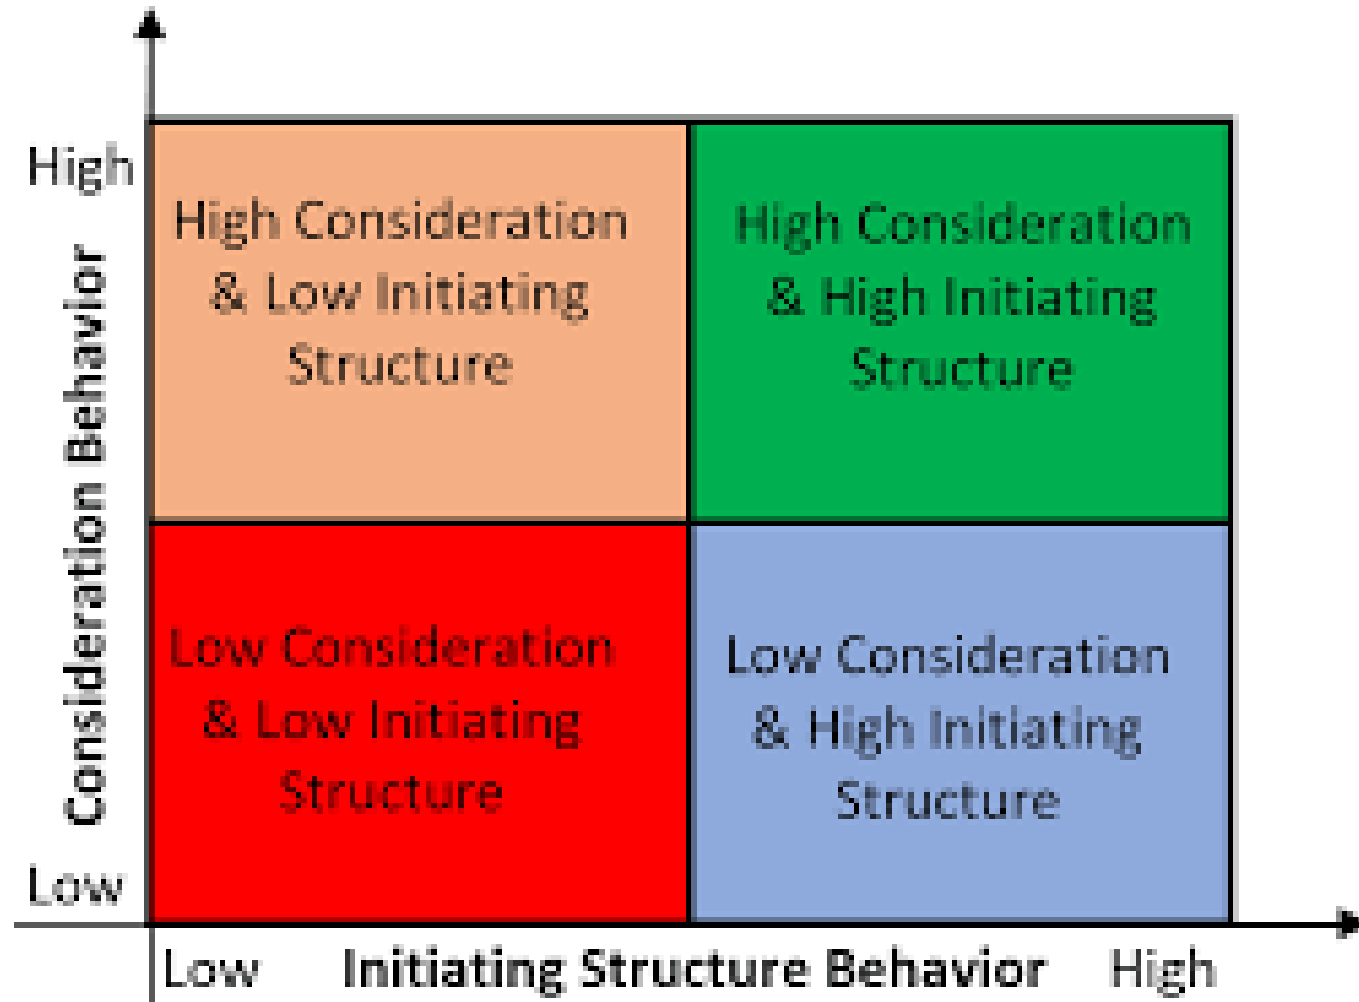 High
High Consideration
& Low Initiating
Structure
High Consideration
& High Initiating
Structure
Consideration Behavior
Low Consideration
& Low Initiating
Structure
Low Consideration
& High Initiating
Structure
Low
Low
Initiating Structure Behavior
High